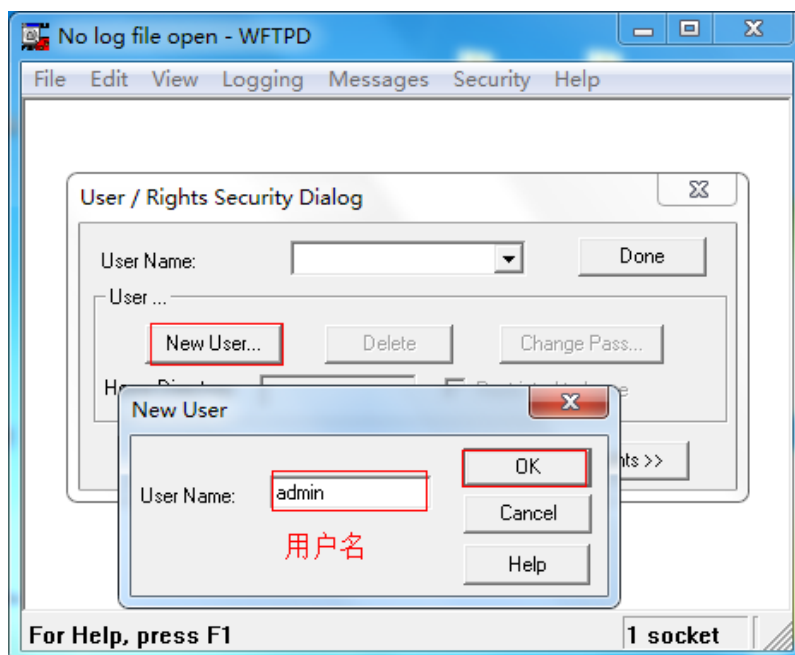 No log file open - WFTPD
File Edit View Logging Messages Security Help
User / Rights Security Dialog
User Name:
Done
User ...
New User...
Delete
Change Pass...
New User
OK
User Name:
admin
Cancel
用户名
Help
For Help, press F1
1 socket